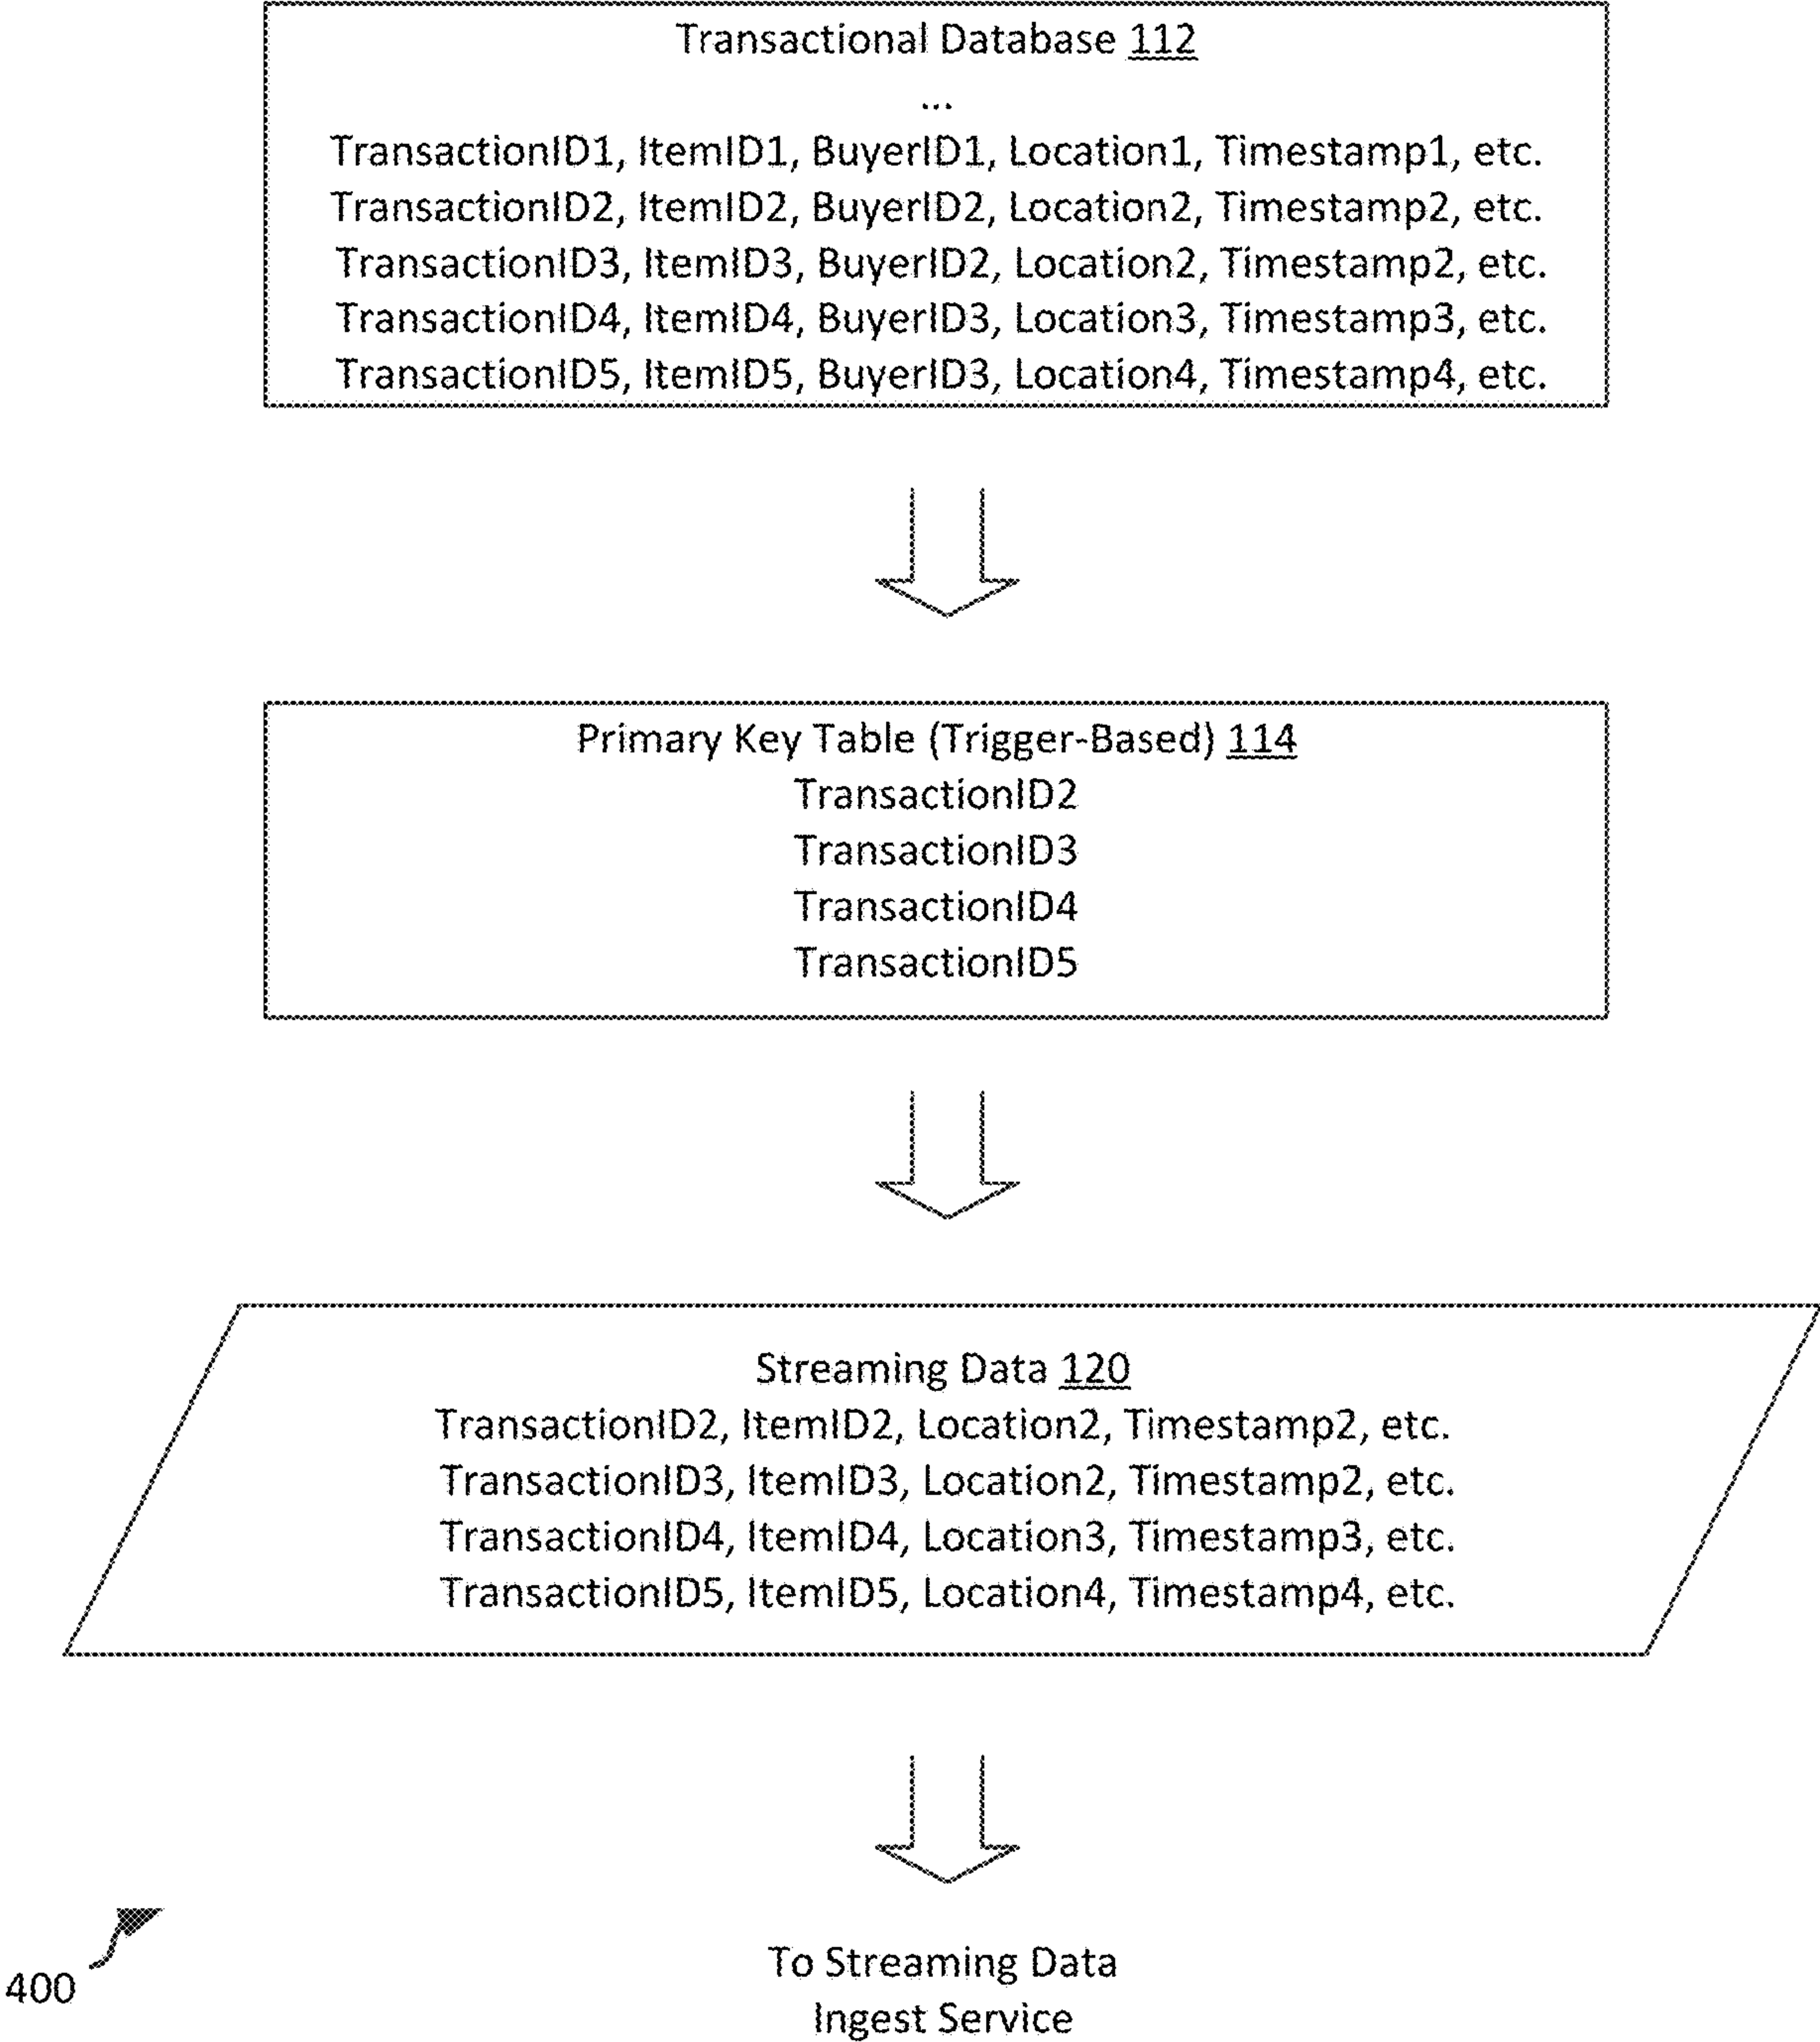 Transactional Database 112
...
TransactionID1, ItemID1, BuyerID1, Location1, Timestamp1, etc.
TransactionID2, ItemID2, BuyerID2, Location2, Timestamp2, etc.
TransactionID3, ItemID3, BuyerID2, Location2, Timestamp2, etc.
TransactionID4, ItemID4, BuyerID3, Location3, Timestamp3, etc.
TransactionID5, ItemID5, BuyerID3, Location4, Timestamp4, etc.
Primary Key Table (Trigger-Based) 114
TransactionID2
TransactionID3
TransactionID4
TransactionID5
Streaming Data 120
TransactionID2, ItemID2, Location2, Timestamp2, etc.
TransactionID3, ItemID3, Location2, Timestamp2, etc.
TransactionID4, ItemID4, Location3, Timestamp3, etc.
TransactionID5, ItemID5, Location4, Timestamp4, etc.
To Streaming Data
Ingest Service
400